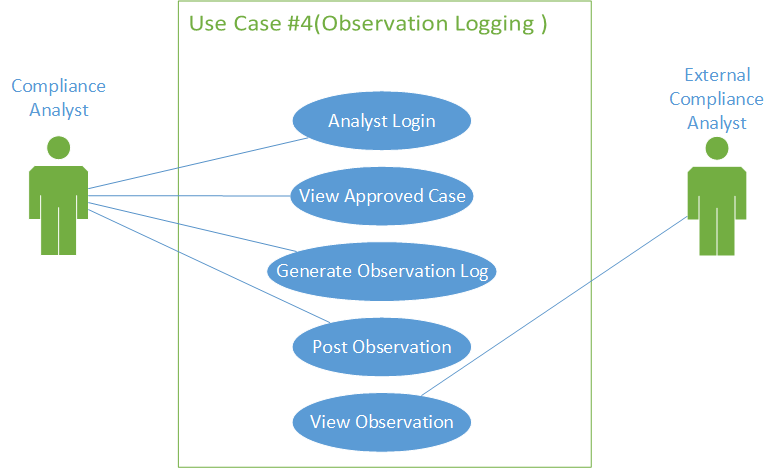 Use Case #4(Observation Logging )
Compliance
Analyst
External
Compliance
Analyst
Analyst Login
View Approved Case
Generate Observation Log
Post Observation
View Observation